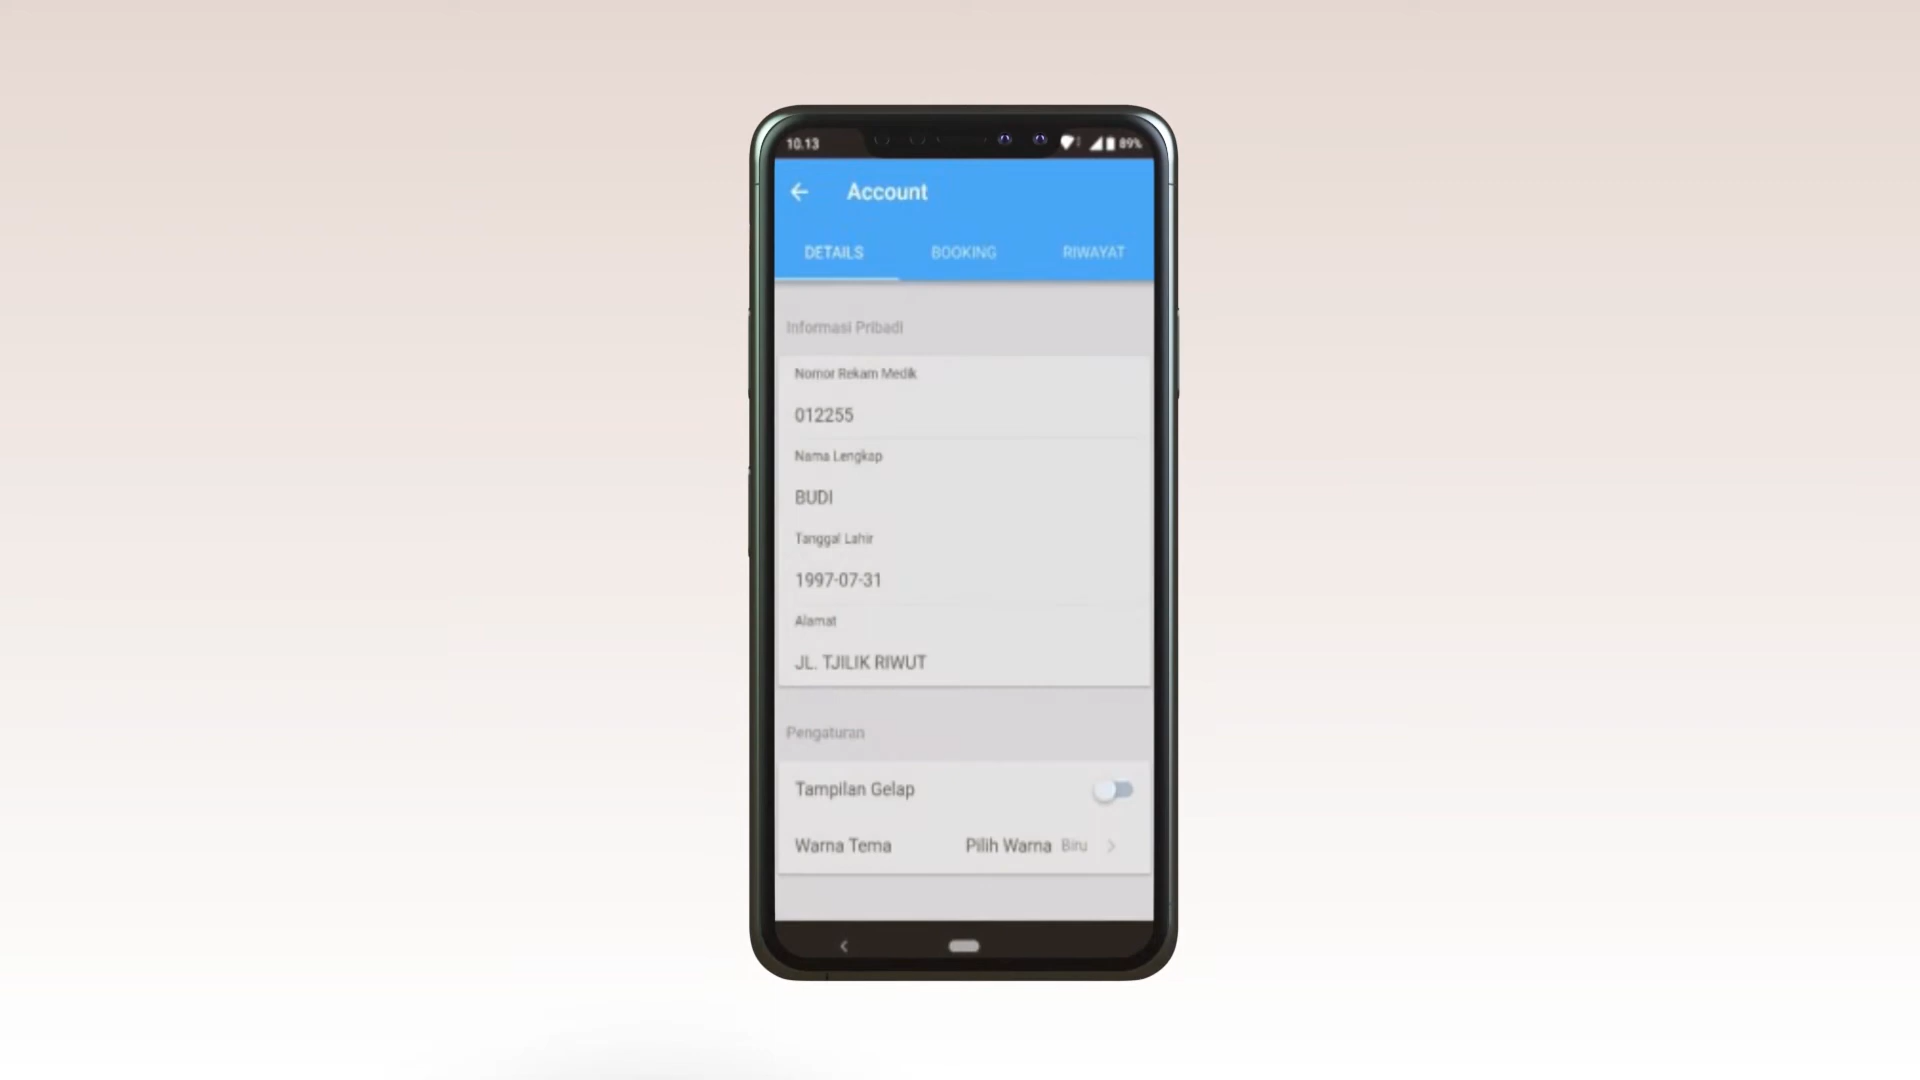 10.13
89%
Account
DETAILS BOOKING RIWAYAT
Informasi Pribadi
Nomor Rekam Medik
012255
Nama Lengkap
BUDI
Tanggal Lahir
1997-07-31
Alamat
JL. TJILIK RIWUT
Pengaturan
Tampilan Gelap
Warna Tema Pilih Warna Biru